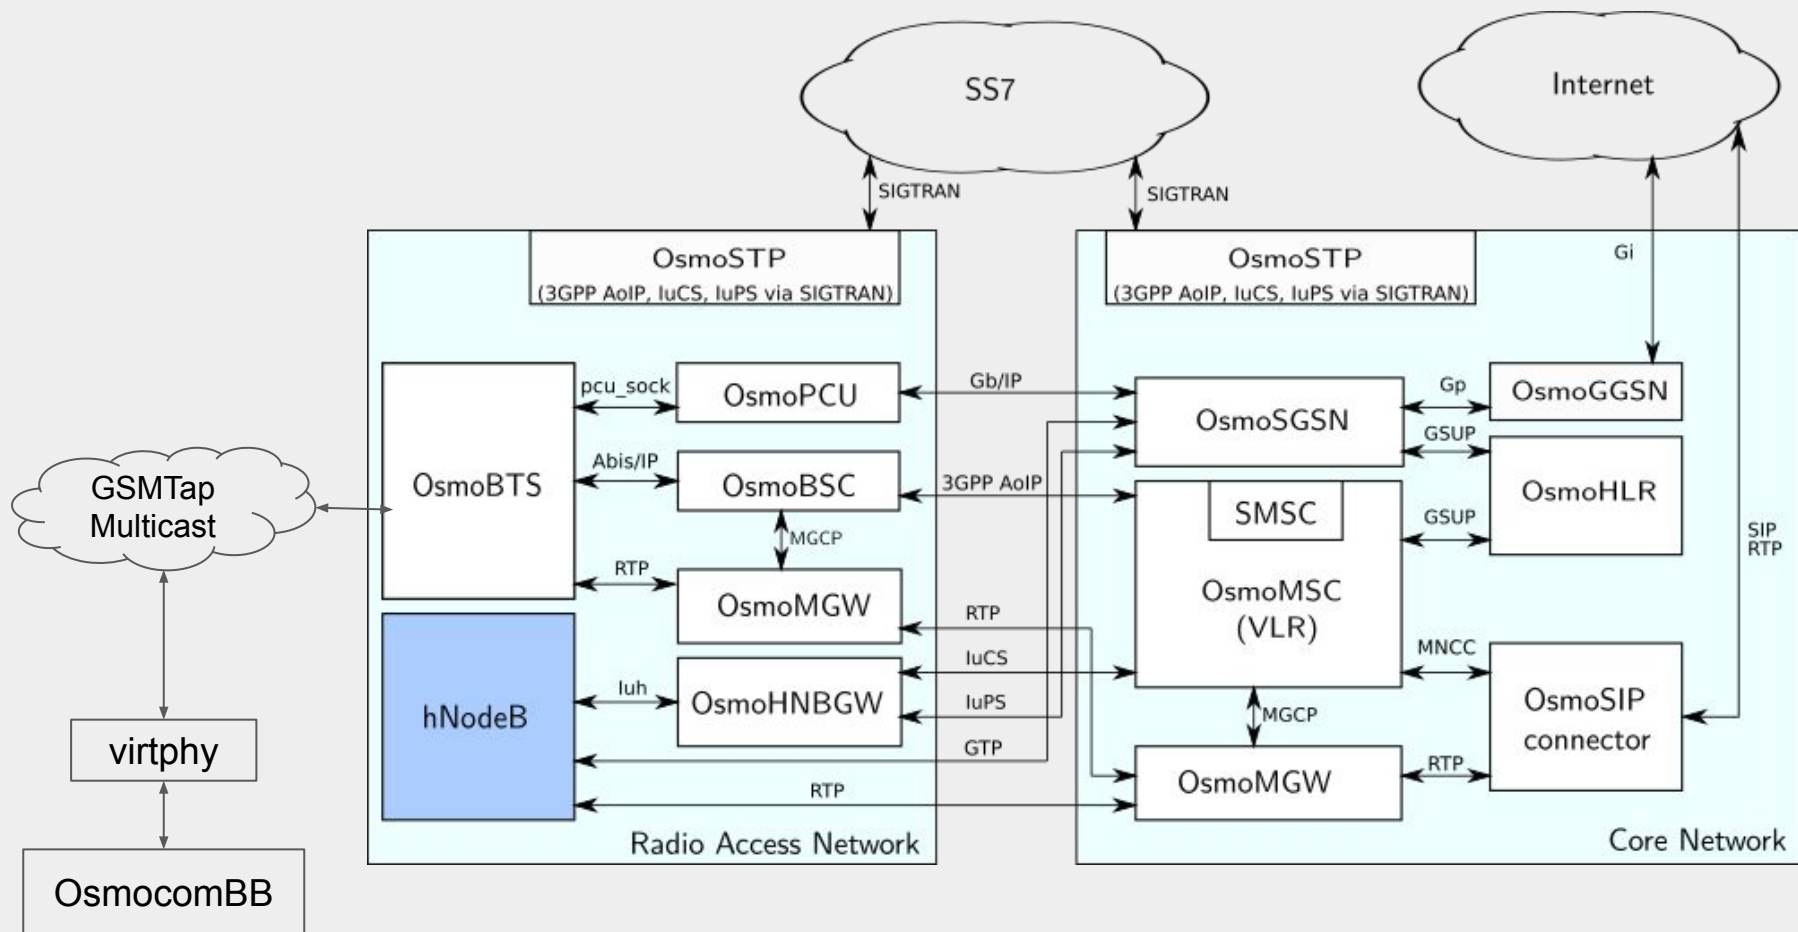 SS7
Internet
SIGTRAN
SIGTRAN
OsmoSTP
(3GPP AoIP, IuCS, IuPS via SIGTRAN)
OsmoSTP
(3GPP AoIP, IuCS, IuPS via SIGTRAN)
Gi
OsmoBTS
pcu_sock
OsmoPCU
Gb/IP
OsmoSGSN
Gp
OsmoGGSN
GSUP
Abis/IP
OsmoBSC
3GPP AoIP
SMSC
OsmoHLR
GSUP
GSMTap
Multicast
MGCP
SIP
RTP
RTP
OsmoMGW
RTP
OsmoMSC
(VLR)
IuCS
MNCC
hNodeB
Iuh
OsmoHNBGW
IuPS
MGCP
OsmoSIP
connector
GTP
RTP
OsmoMGW
RTP
virtphy
Radio Access Network
Core Network
OsmocomBB